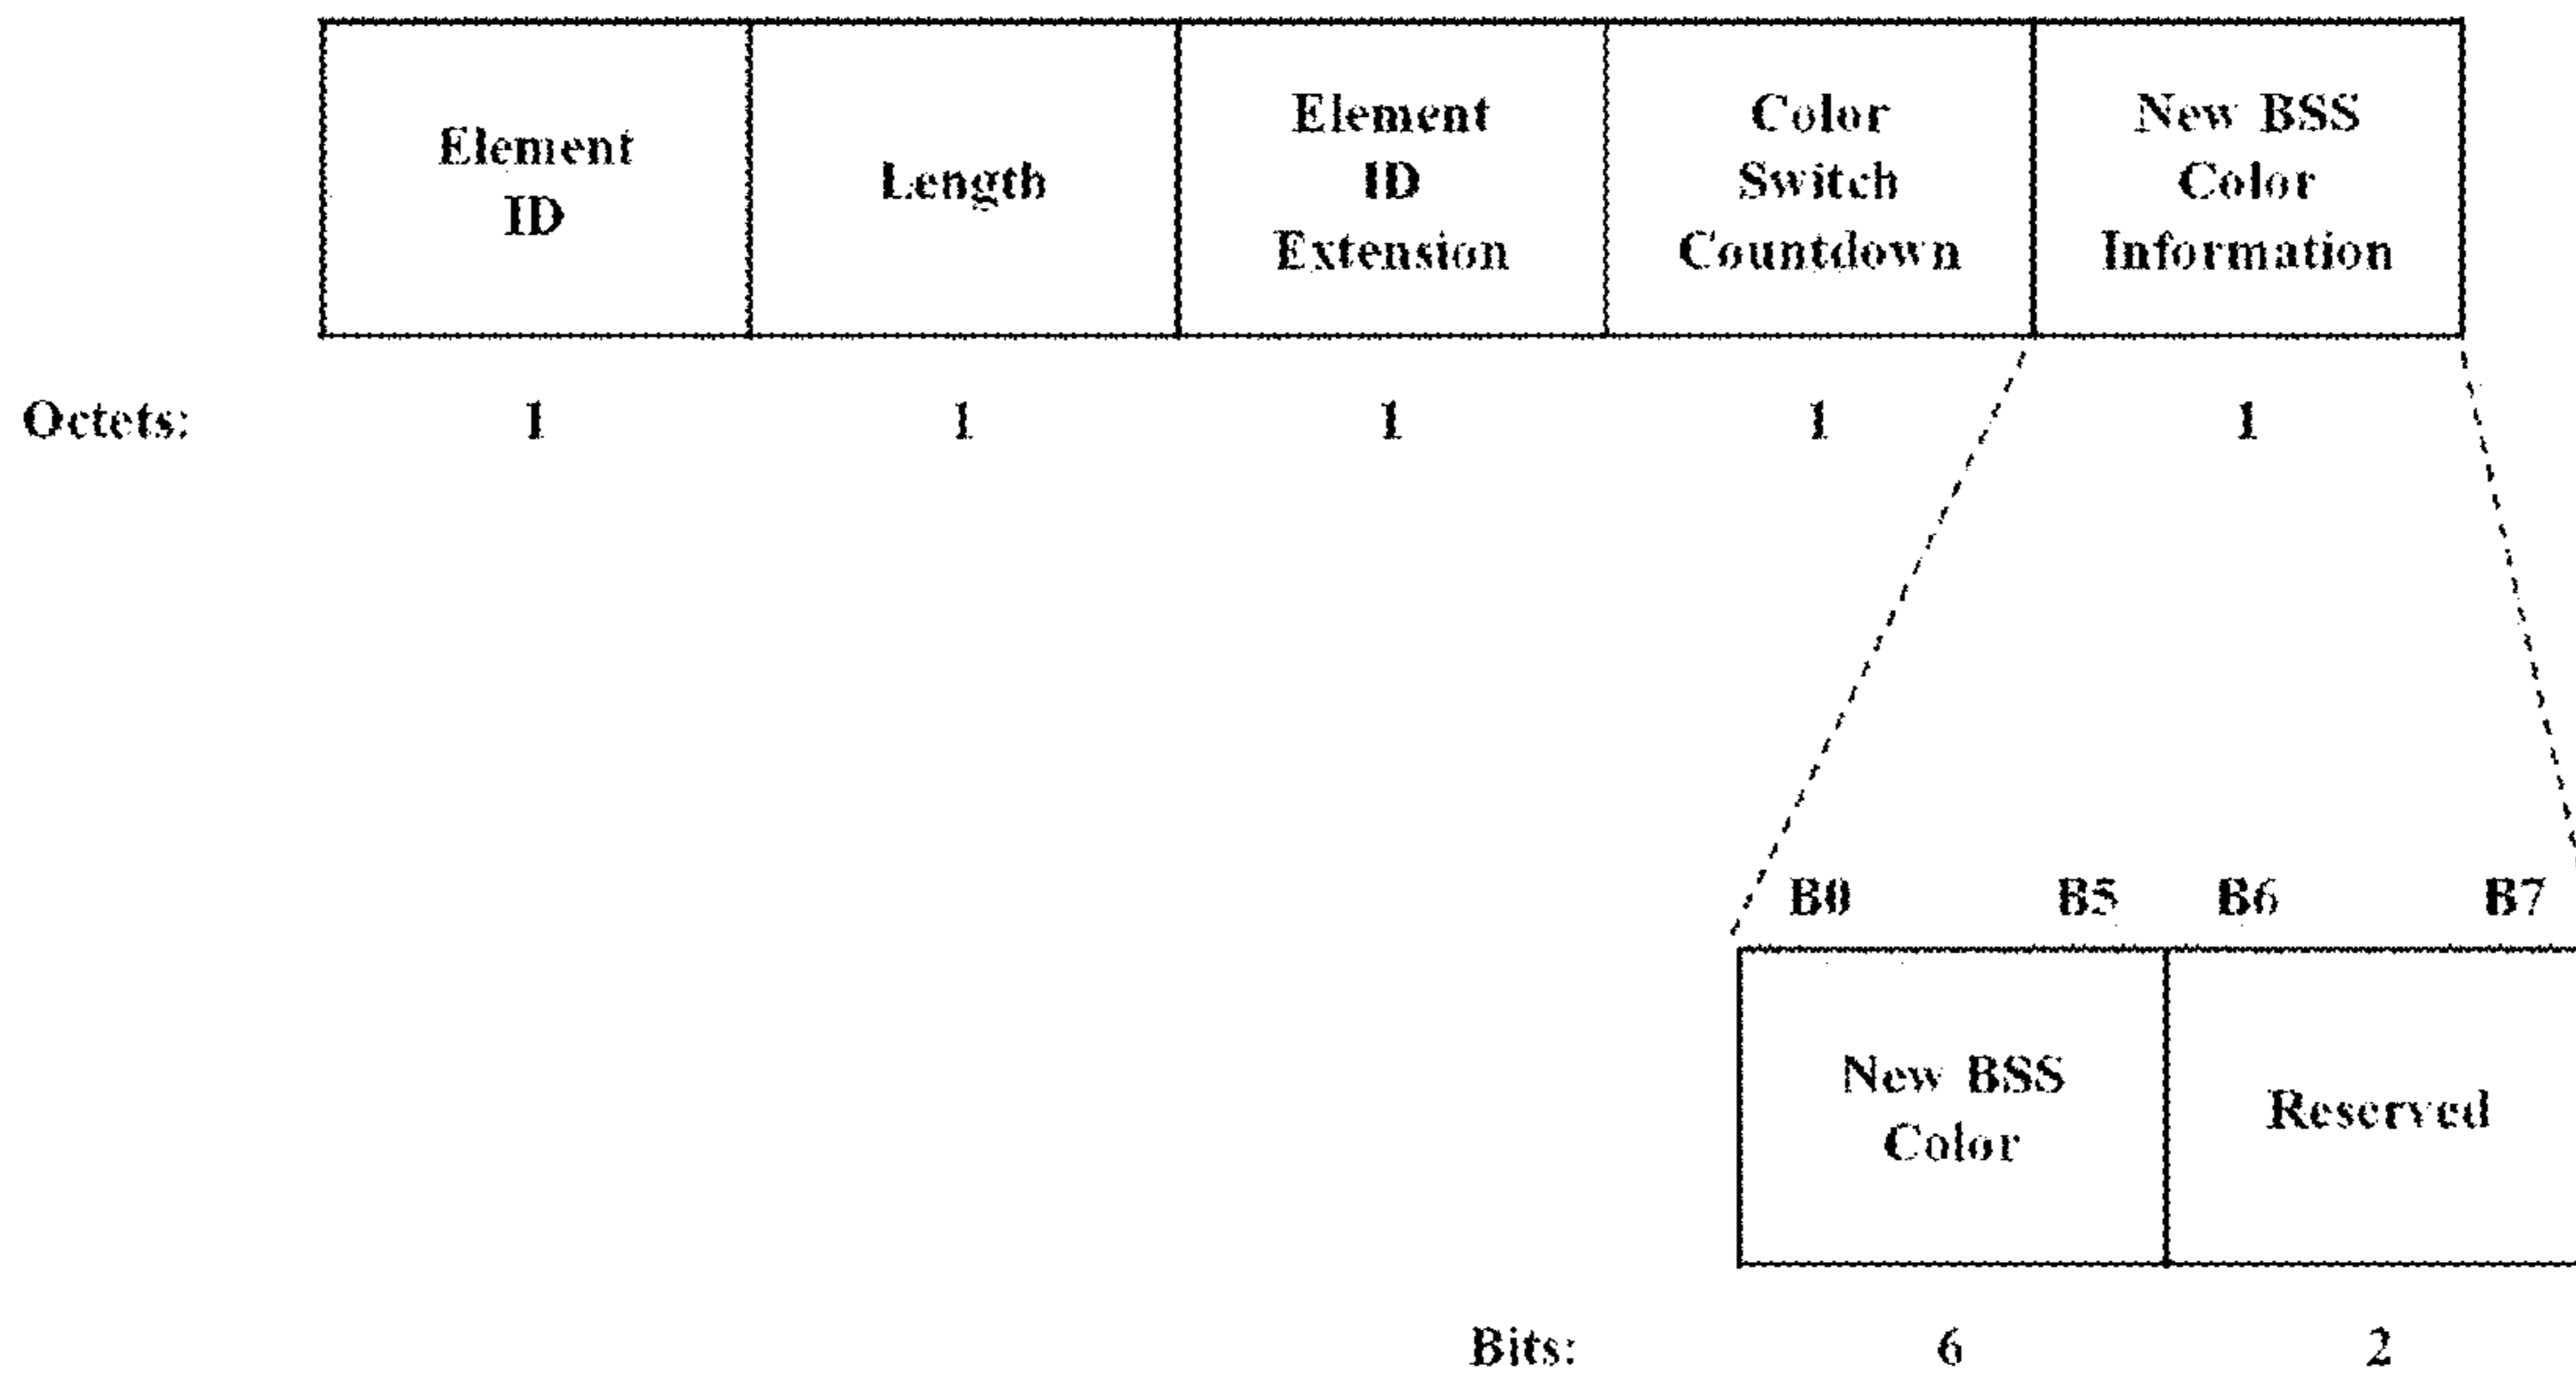 Element
ID
Length
Element
ID
Extension
Color
Switch
Countdown
New BSS
Color
Information
Octets: 1 1 1 1 1
B0 B5 B6 B7
New BSS
Color
Reserved
Bits: 6 2